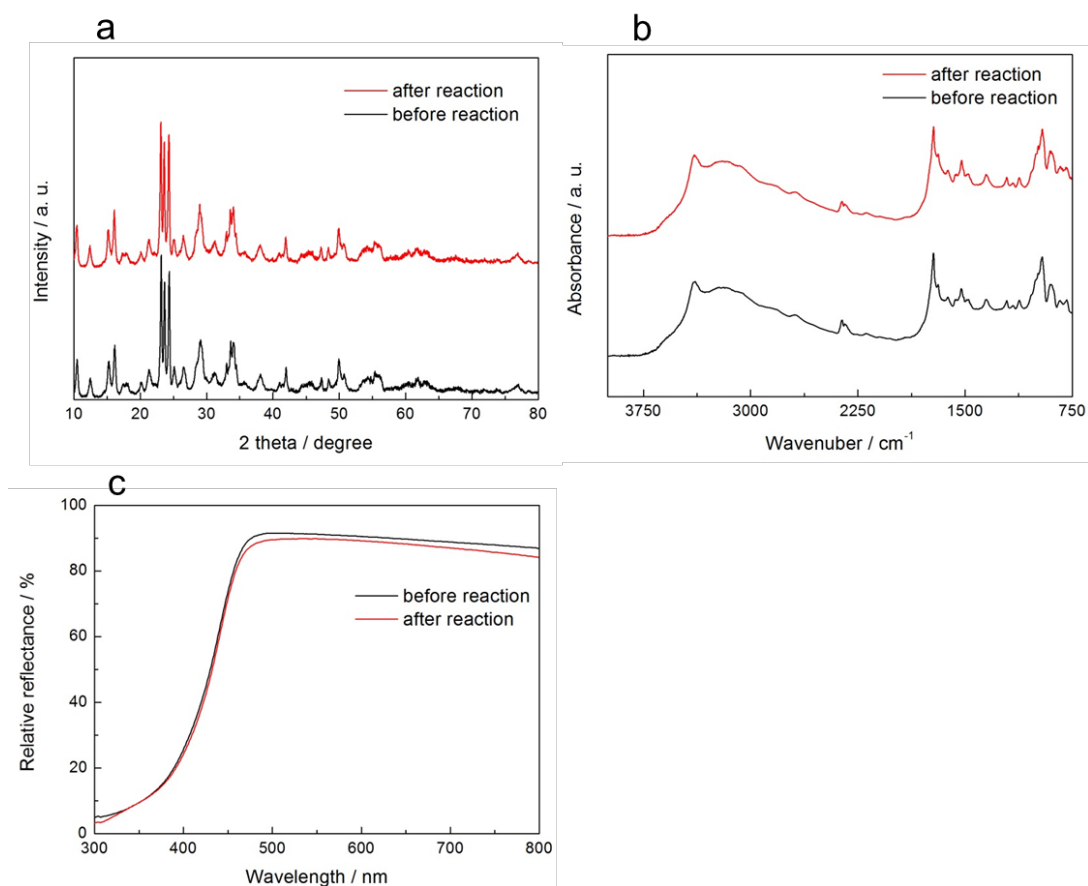 a
after reaction
before reaction
Intensity / a. u.
10 20 30 40 50 60 70 80
2 theta / degree
b
after reaction
before reaction
Absorbance / a. u.
3750 3000 2250 1500 750
Wavenuber / cm⁻¹
c
100
80
60
40
20
0
before reaction
after reaction
Relative reflectance / %
300 400 500 600 700 800
Wavelength / nm